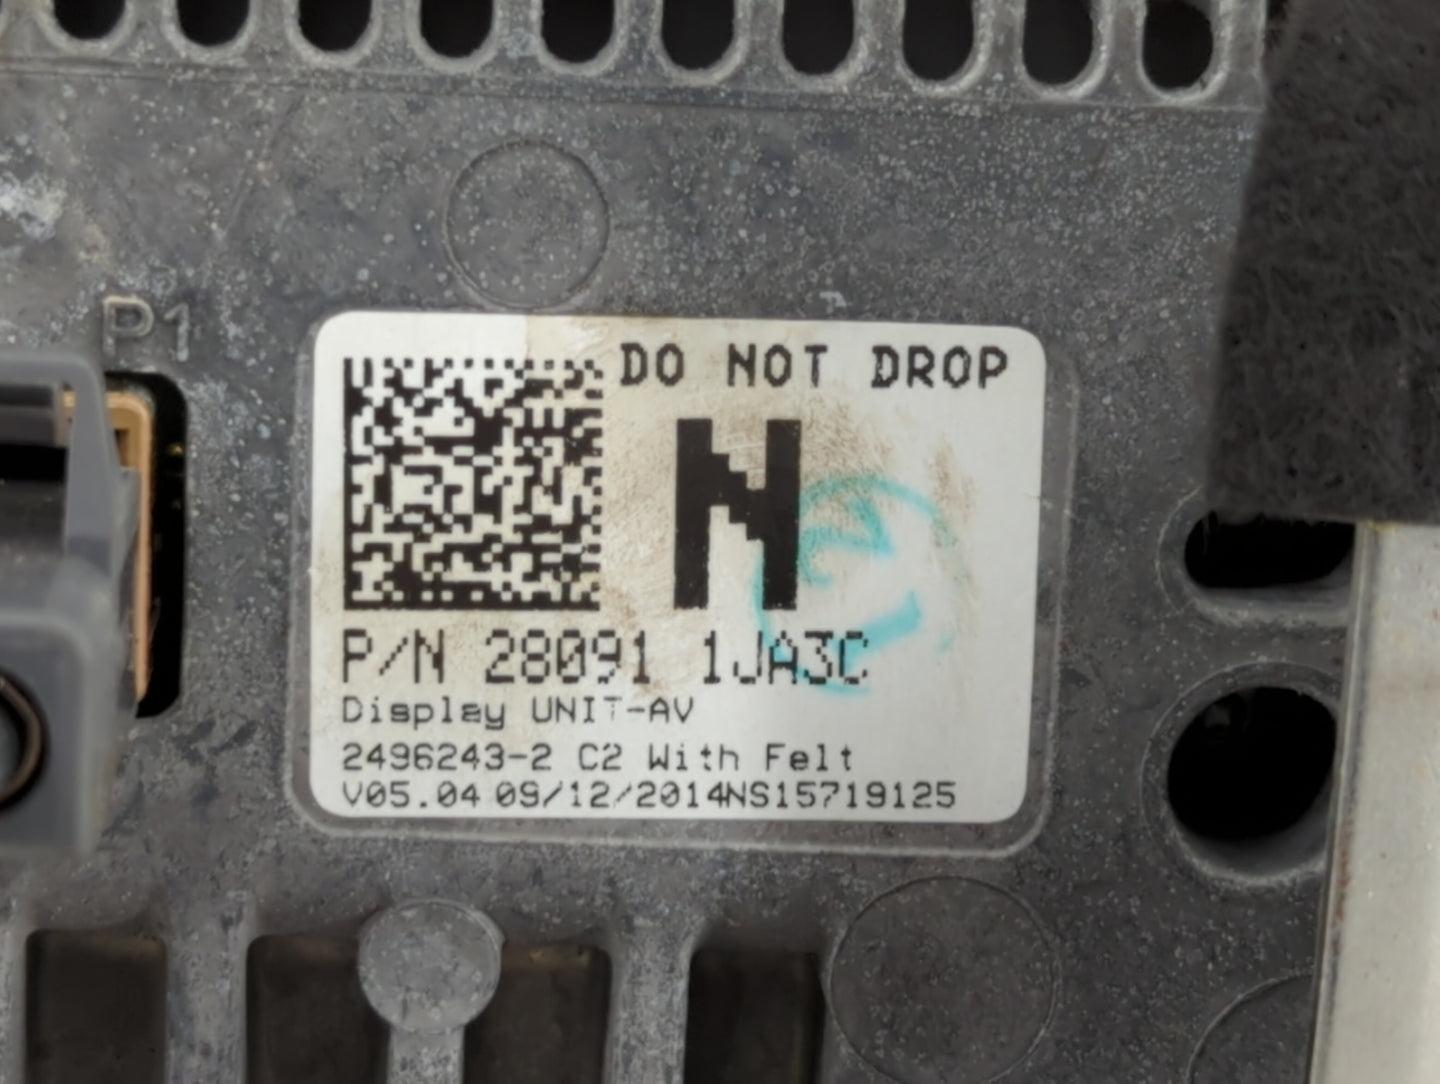 P1
DO NOT DROP
N
P/N 28091 1JA3C
Display UNIT-AV
2496243-2 C2 With Felt
V05.04 09/12/2014NS15719125